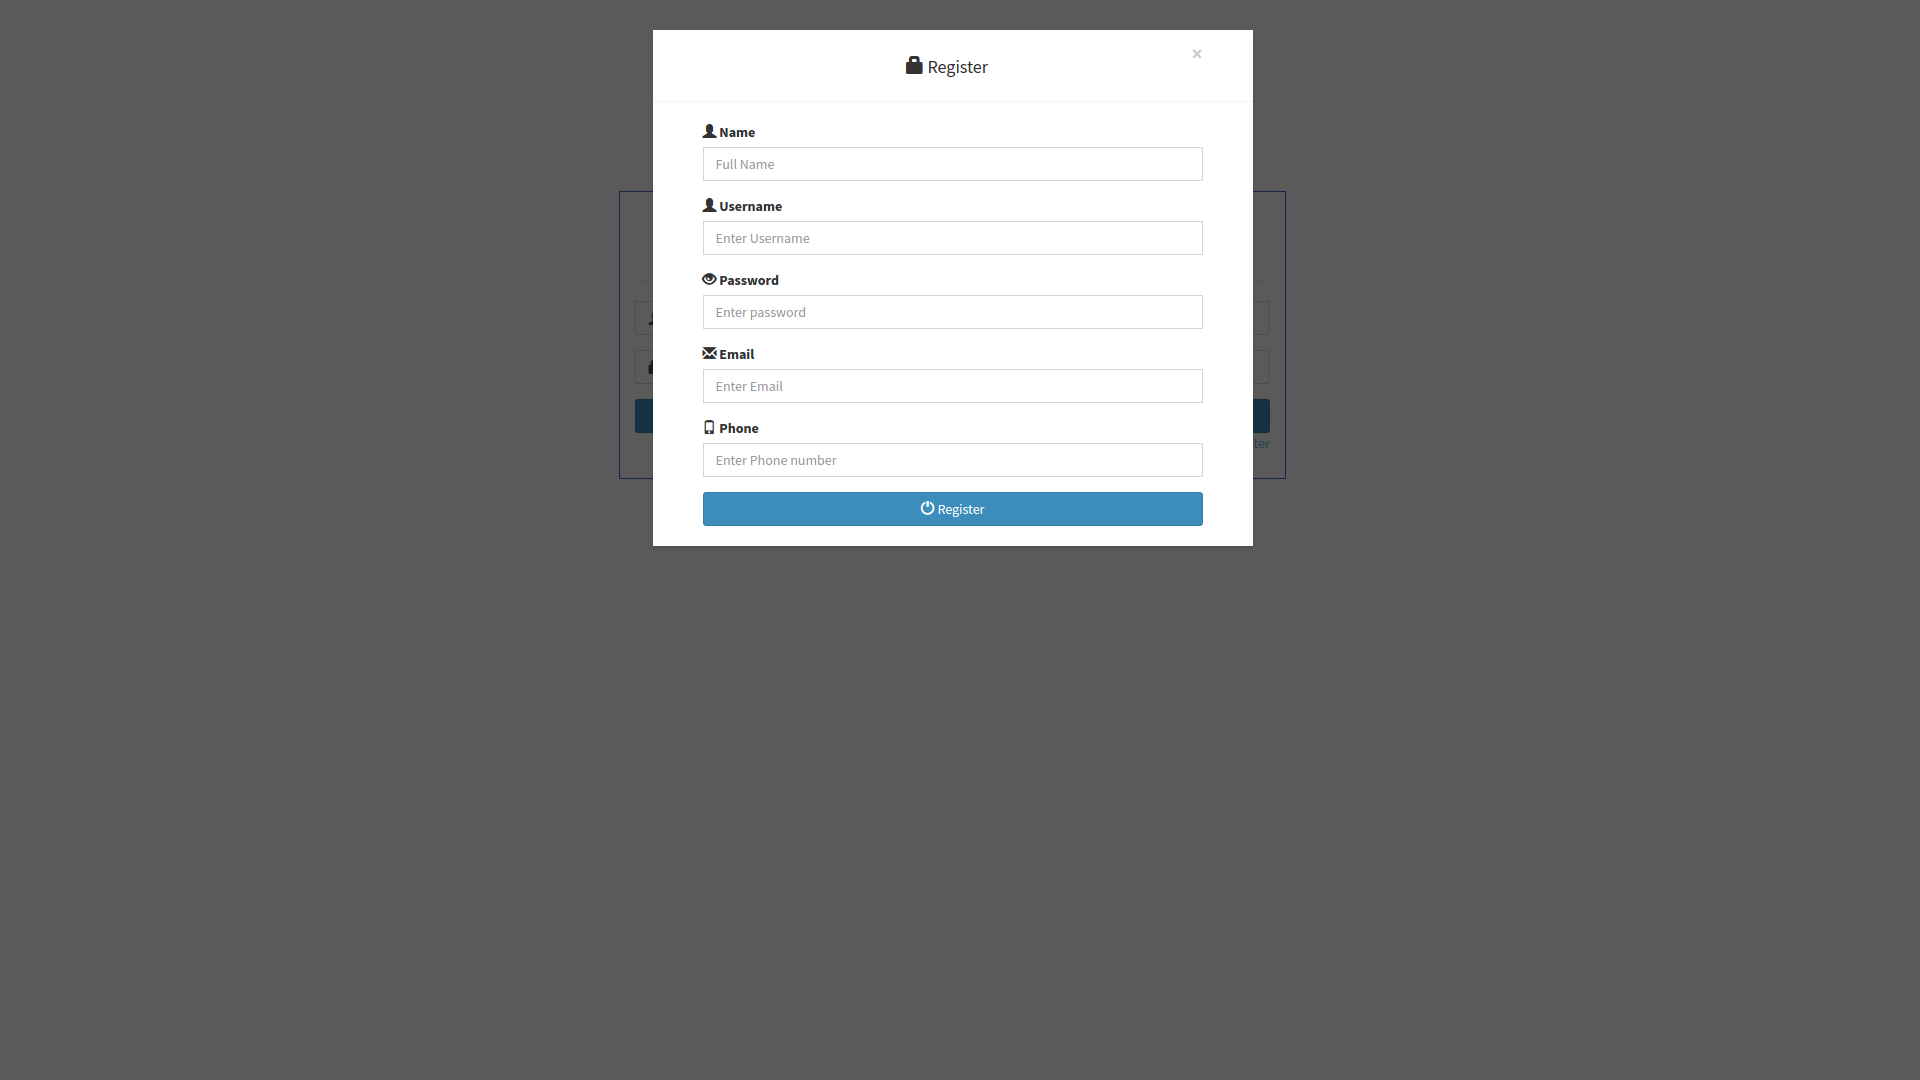 ×
Register
Name
Full Name
Username
Enter Username
Password
Enter password
Email
Enter Email
Phone
Enter Phone number
Register
ter